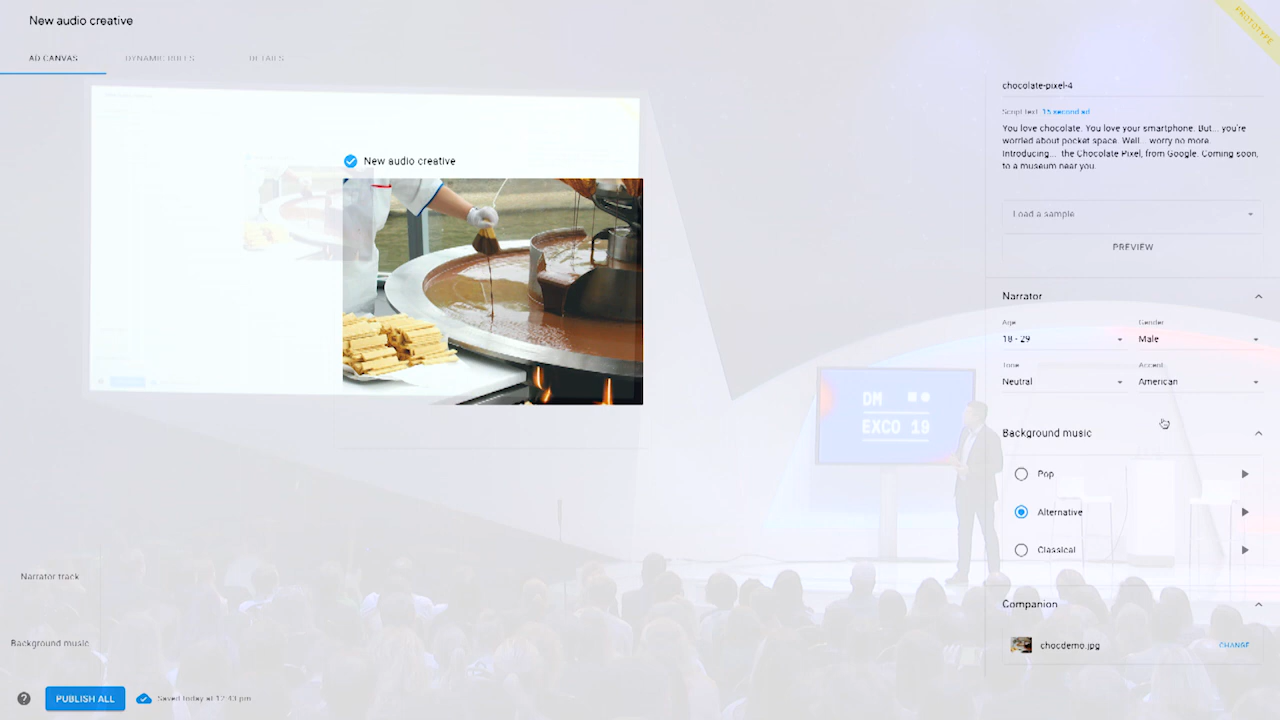 New audio creative
PROTOTYPE
AD CANVAS
DYNAMIC RULES
DETAILS
chocolate-pixel-4
Script text 15 second ad
You love chocolate. You love your smartphone. But... you're
worried about pocket space. Well... worry no more.
Introducing... the Chocolate Pixel, from Google. Coming soon,
to a museum near you.
New audio creative
Load a sample
PREVIEW
Narrator
Age
Gender
18 - 29
Male
Tone
Accent
Neutral
American
DM
EXCO 19
Background music
Pop
Alternative
Classical
Narrator track
Companion
Background music
chocdemo.jpg
CHANGE
PUBLISH ALL
Saved today at 12:43 pm